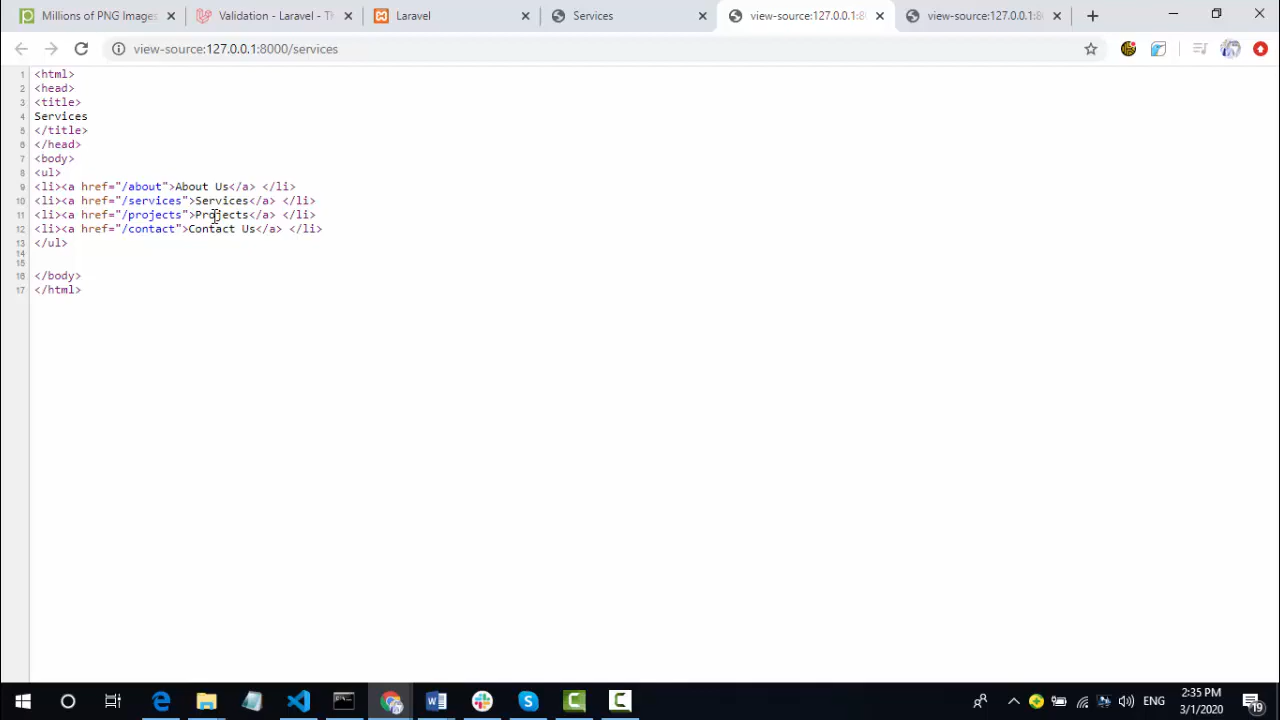 Millions of PNG Images
Validation - Laravel - Th
Laravel
Services
view-source:127.0.0.1:8
view-source:127.0.0.1:8
view-source:127.0.0.1:8000/services
1 <html>
2 <head>
3 <title>
4 Services
5 </title>
6 </head>
7 <body>
8 <ul>
9 <li><a href="/about">About Us</a> </li>
10 <li><a href="/services">Services</a> </li>
11 <li><a href="/projects">Projects</a> </li>
12 <li><a href="/contact">Contact Us</a> </li>
13 </ul>
14
15
16 </body>
17 </html>
ENG
2:35 PM
3/1/2020
19